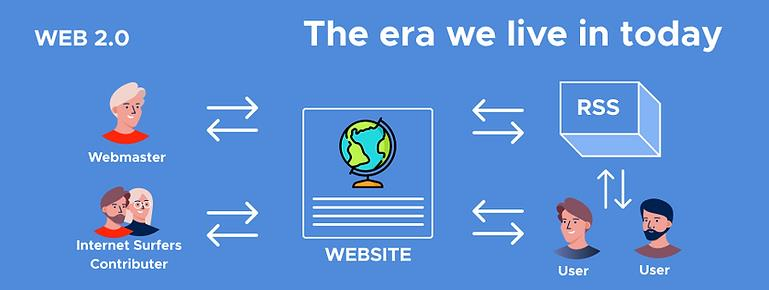 WEB 2.0
The era we live in today
Webmaster
RSS
Internet Surfers
Contributer
WEBSITE
User
User